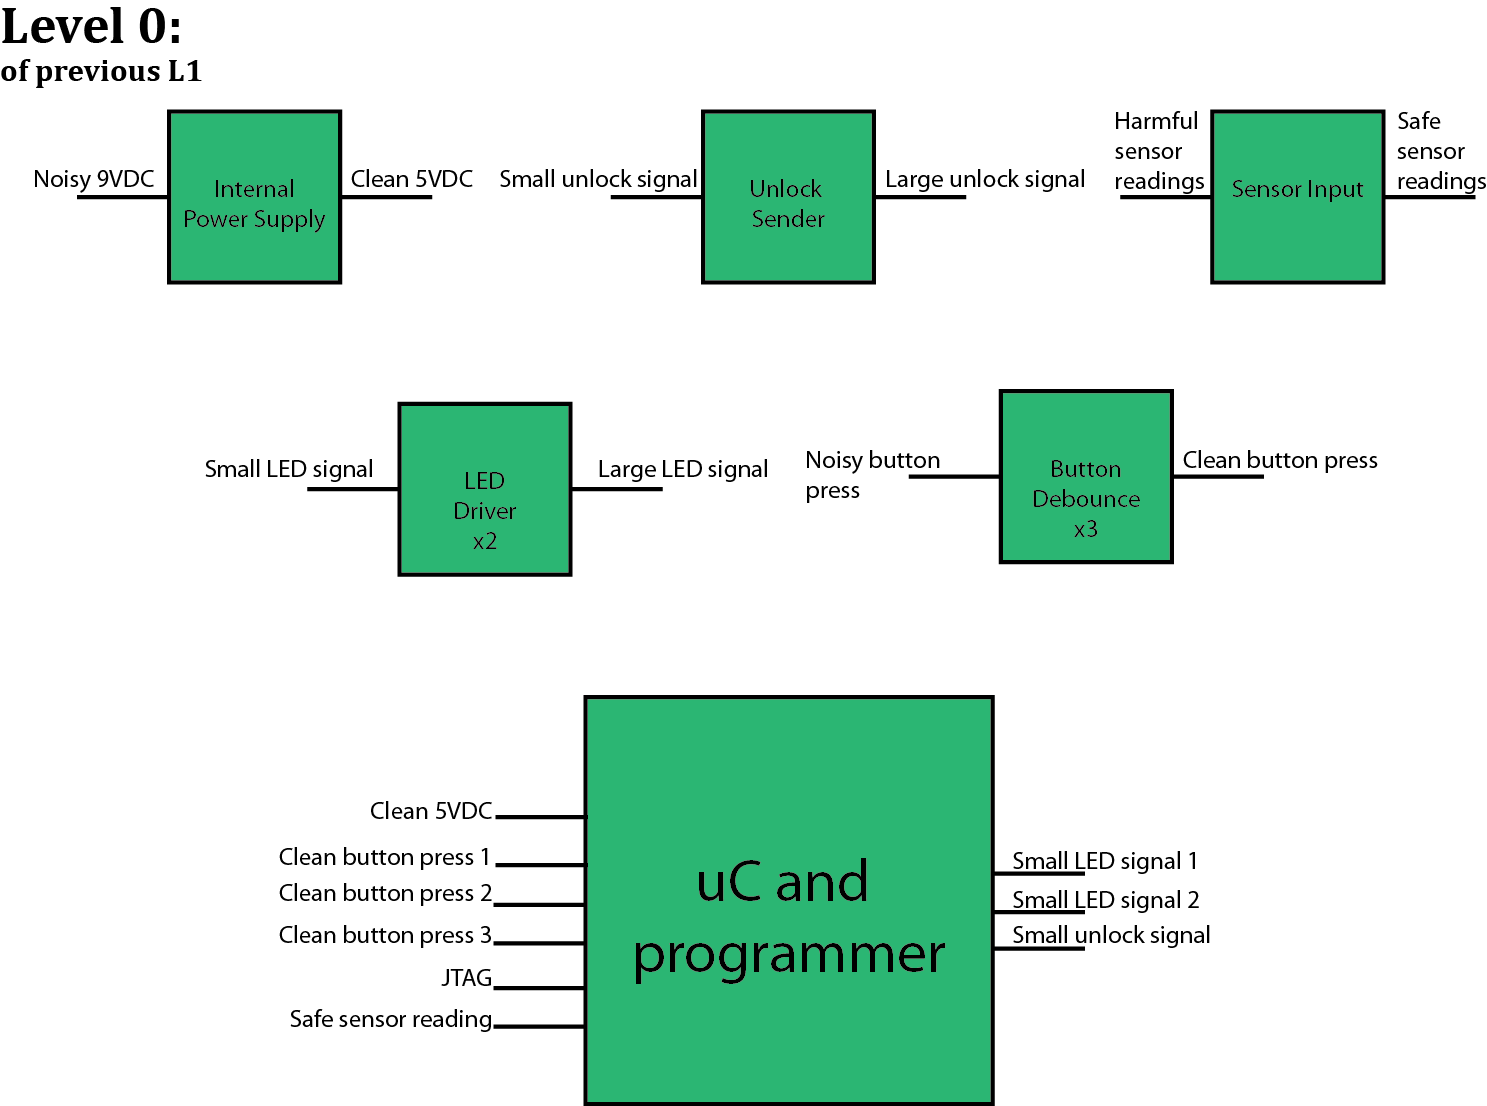 Level 0:
of previous L1
Noisy 9VDC
Internal
Power Supply
Clean 5VDC
Small unlock signal
Unlock
Sender
Large unlock signal
Harmful
sensor
readings
Sensor Input
Safe
sensor
readings
Small LED signal
LED
Driver
x2
Large LED signal
Noisy button
press
Button
Debounce
x3
Clean button press
Clean 5VDC
Clean button press 1
Clean button press 2
Clean button press 3
JTAG
Safe sensor reading
uC and
programmer
Small LED signal 1
Small LED signal 2
Small unlock signal